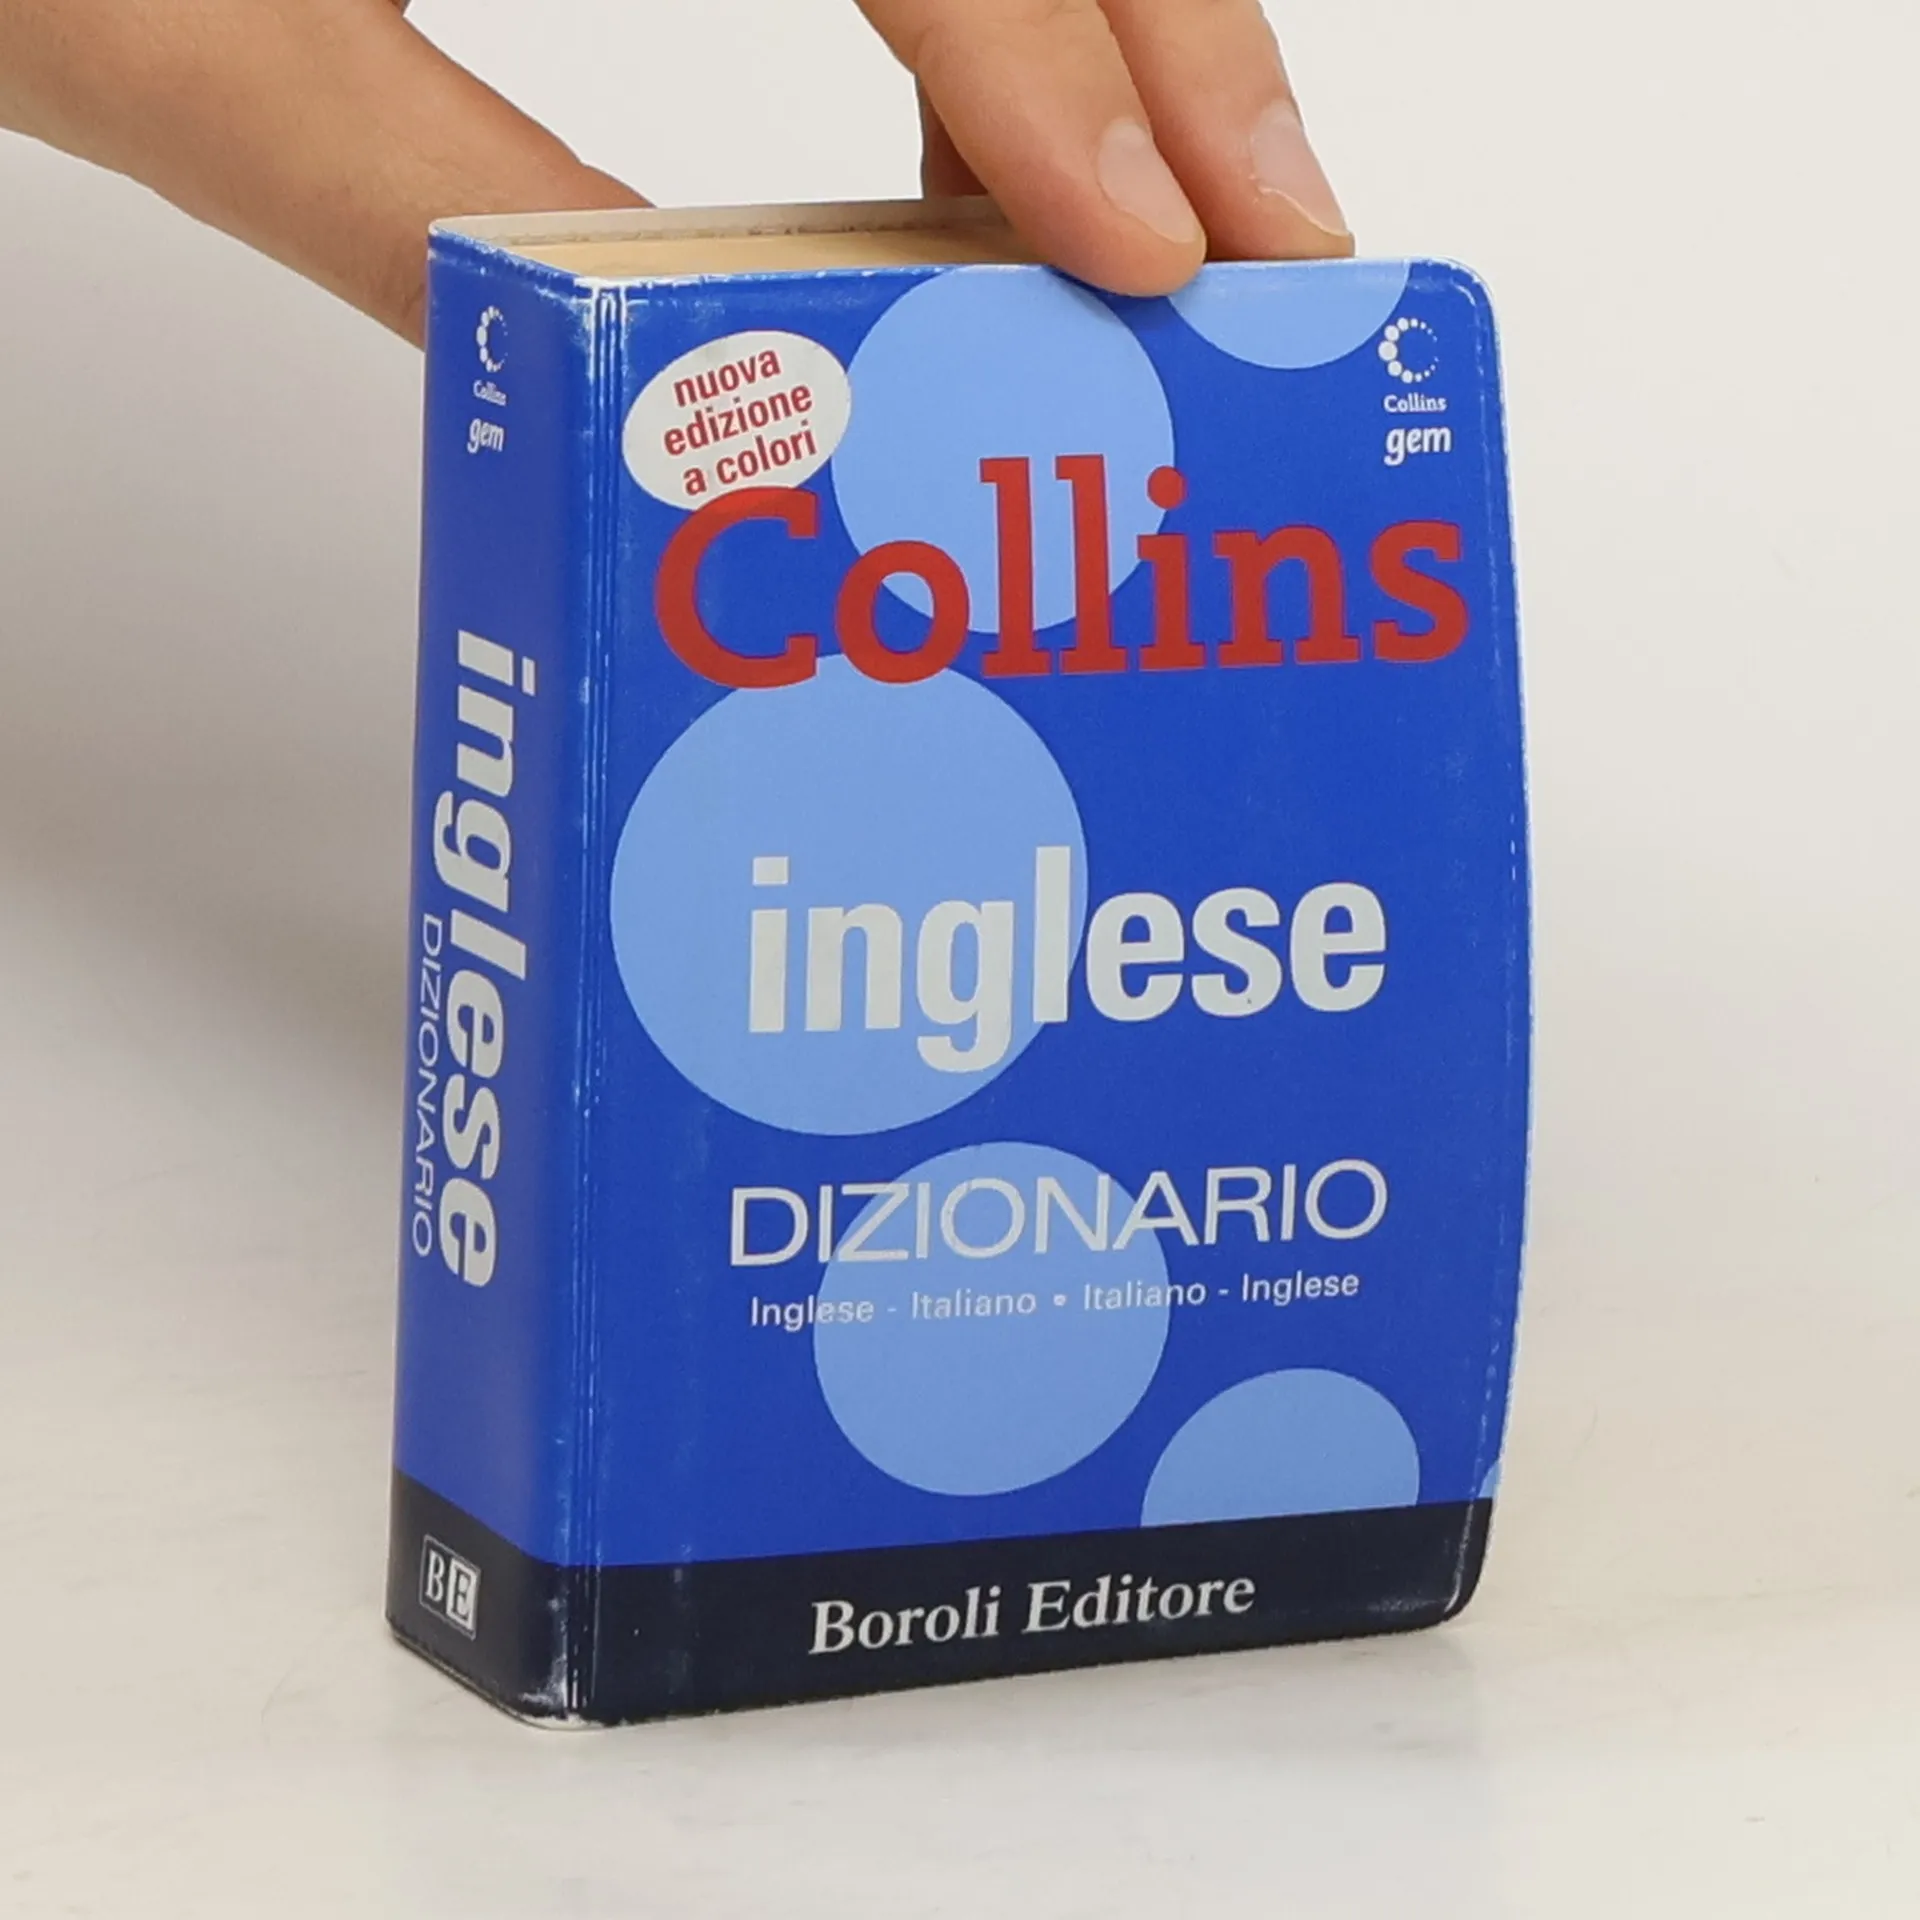 Collins
gem
inglese
DIZIONARIO
BE
nuova
edizione
a colori
Collins
gem
Collins
inglese
DIZIONARIO
Inglese - Italiano • Italiano - Inglese
Boroli Editore